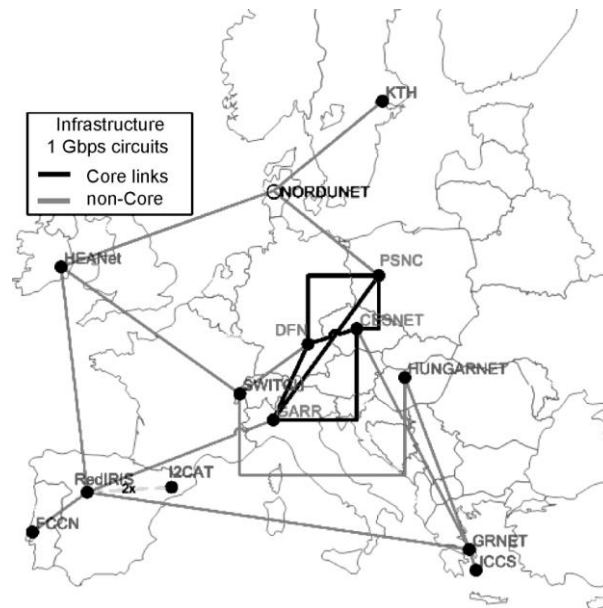 KTH
Infrastructure
1 Gbps circuits
Core links
non-Core
NORDUNET
HEANet
PSNC
CESNET
DFN
HUNGARNET
SWITCH
GARR
I2CAT
RedIRIS
2x
FCCN
GRNET
ICCS